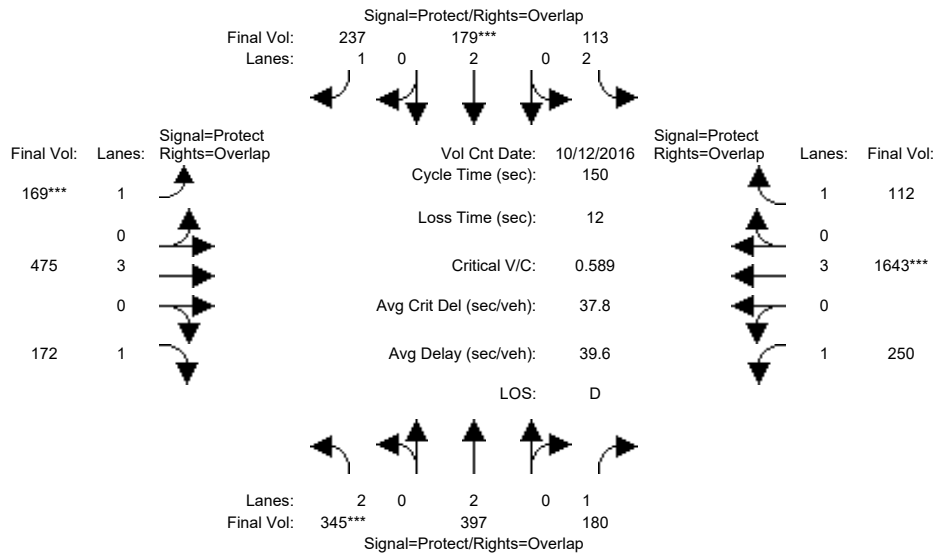 Signal=Protect/Rights=Overlap
Final Vol: 237 179*** 113
Lanes: 1 0 2 0 2
Signal=Protect
Final Vol: Lanes: Rights=Overlap
Vol Cnt Date: 10/12/2016
Signal=Protect
Rights=Overlap Lanes: Final Vol:
Cycle Time (sec): 150
169*** 1
1 112
Loss Time (sec): 12
0
0
475 3
Critical V/C: 0.589
3 1643***
0
Avg Crit Del (sec/veh): 37.8
0
172 1
Avg Delay (sec/veh): 39.6
1 250
LOS: D
Lanes: 2 0 2 0 1
Final Vol: 345*** 397 180
Signal=Protect/Rights=Overlap